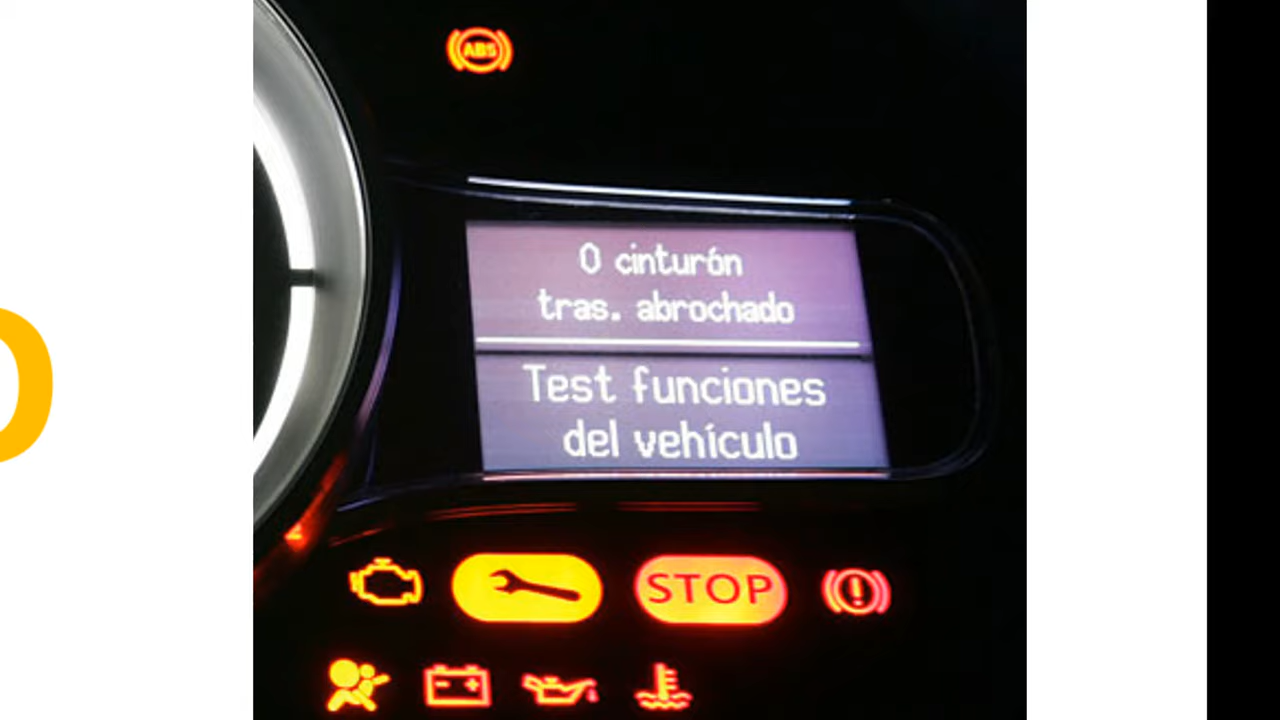 ABS
0 cinturón
tras. abrochado
Test funciones
del vehículo
STOP